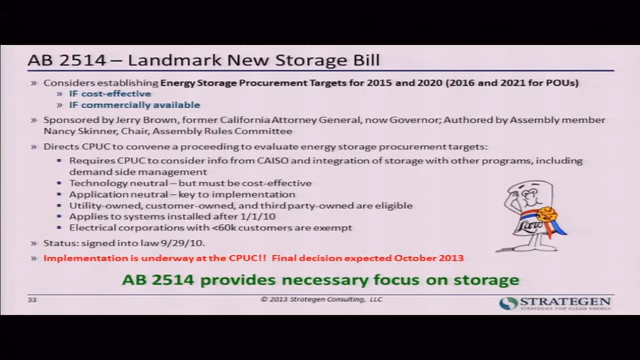 AB 2514 – Landmark New Storage Bill
Considers establishing Energy Storage Procurement Targets for 2015 and 2020 (2016 and 2021 for POUs)
» IF cost-effective
» IF commercially available
Sponsored by Jerry Brown, former California Attorney General, now Governor; Authored by Assembly member
Nancy Skinner, Chair, Assembly Rules Committee
Directs CPUC to convene a proceeding to evaluate energy storage procurement targets:
Requires CPUC to consider info from CAISO and integration of storage with other programs, including
demand side management
Technology neutral – but must be cost-effective
Application neutral – key to implementation
Utility-owned, customer-owned, and third party-owned are eligible
Applies to systems installed after 1/1/10
Electrical corporations with <60k customers are exempt
Law
Status: signed into law 9/29/10.
Implementation is underway at the CPUC!! Final decision expected October 2013
AB 2514 provides necessary focus on storage
33
© 2013 Strategen Consulting, LLC
STRATEGEN
STRATEGIES FOR CLEAN ENERGY